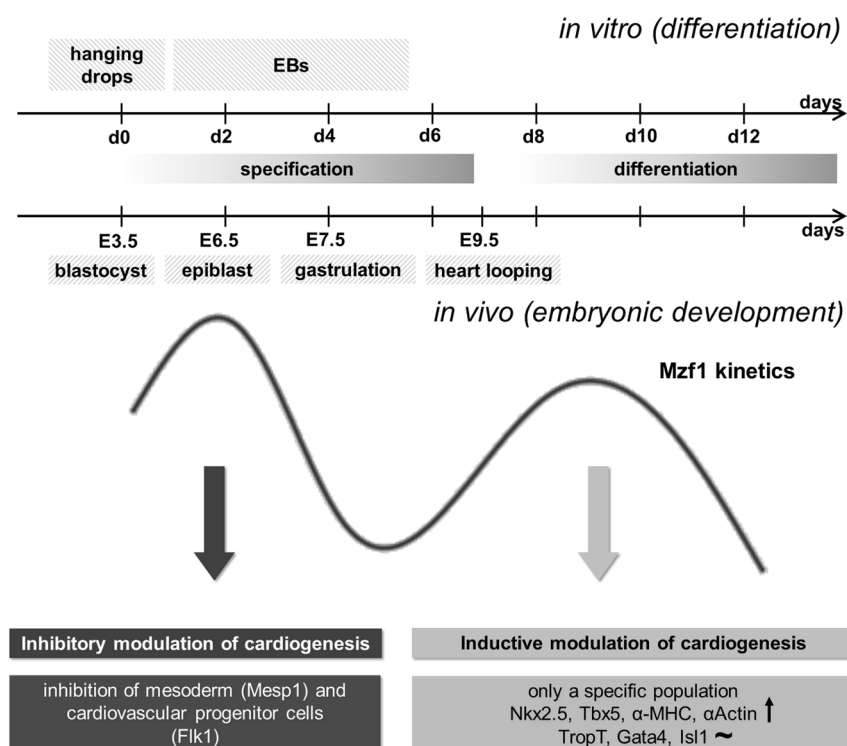 in vitro (differentiation)
hanging
drops
EBs
days
d0 d2 d4 d6 d8 d10 d12
specification differentiation
days
E3.5 E6.5 E7.5 E9.5
blastocyst epiblast gastrulation heart looping
in vivo (embryonic development)
Mzf1 kinetics
Inhibitory modulation of cardiogenesis
inhibition of mesoderm (Mesp1) and
cardiovascular progenitor cells
(Flk1)
Inductive modulation of cardiogenesis
only a specific population
Nkx2.5, Tbx5, α-MHC, αActin ↑
TropT, Gata4, Isl1 ~